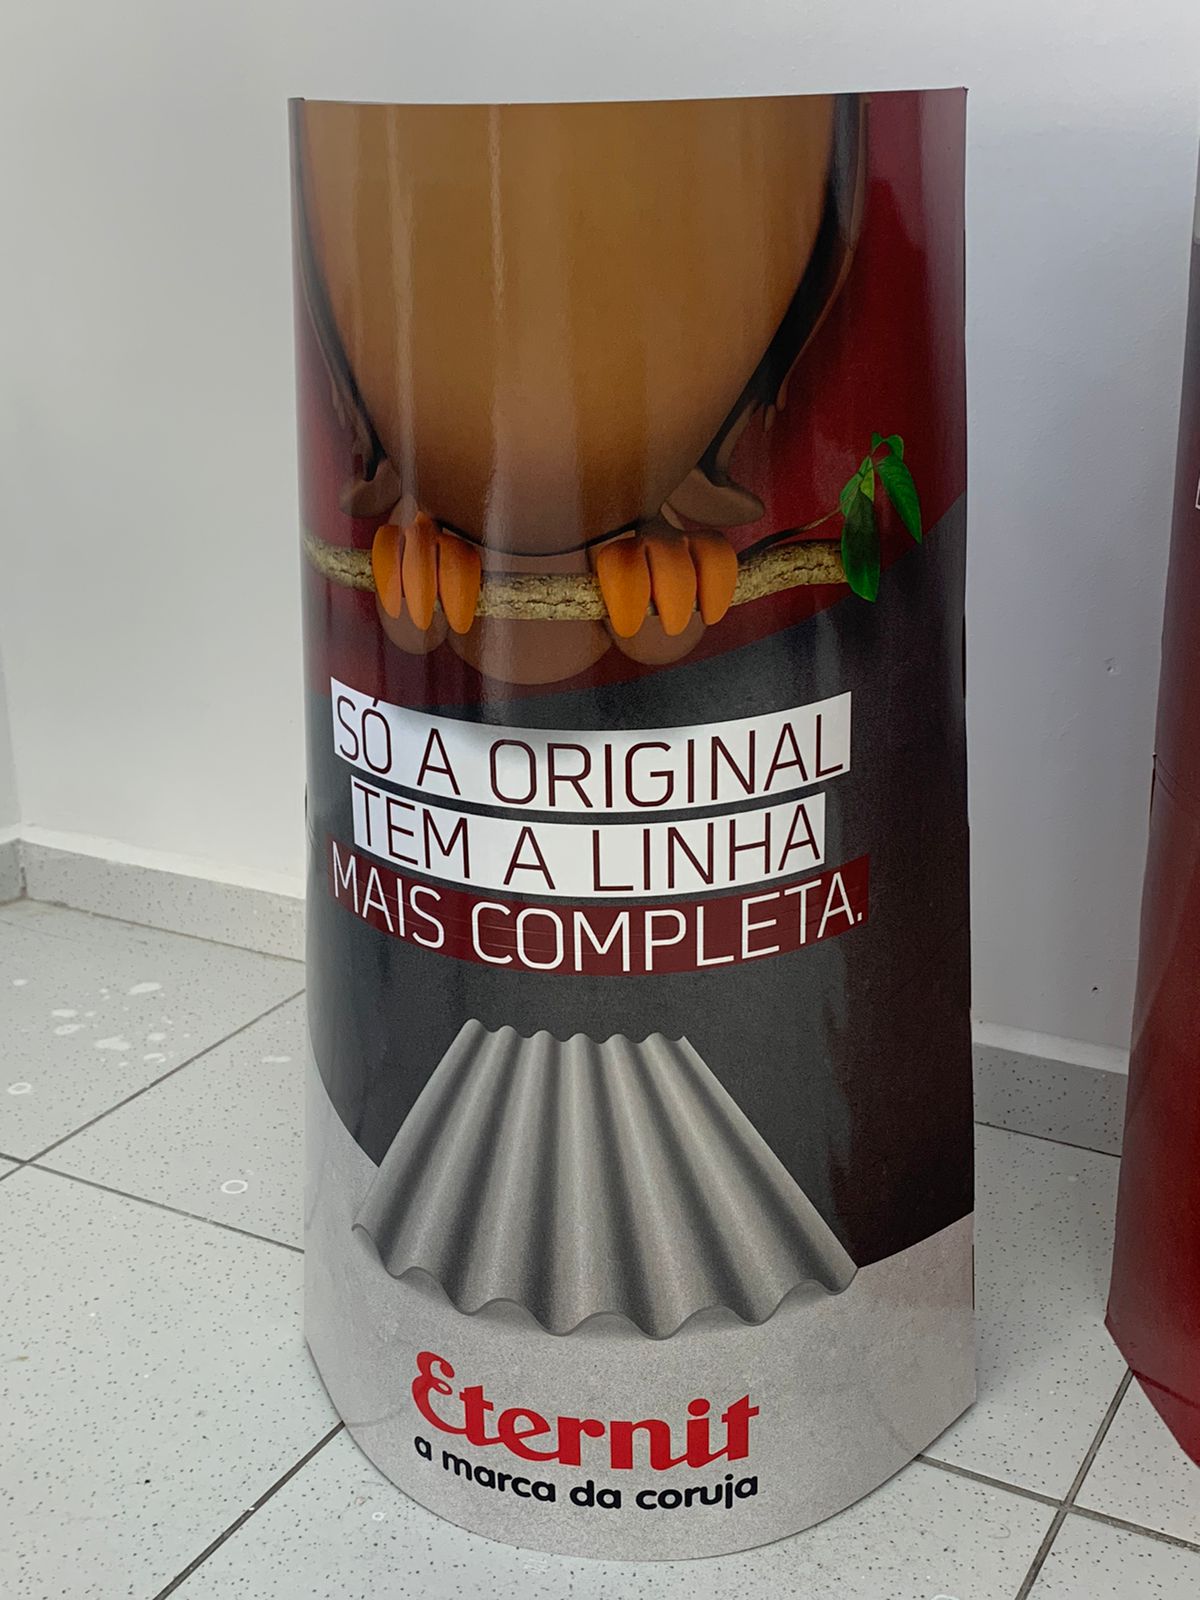 SÓ A ORIGINAL
TEM A LINHA
MAIS COMPLETA.
Eternit
a marca da coruja